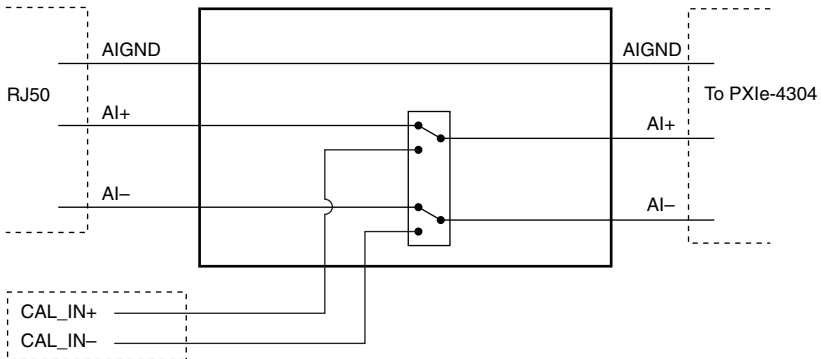 AIGND
AIGND
RJ50
To PXIe-4304
AI+
AI+
AI–
AI–
CAL_IN+
CAL_IN–